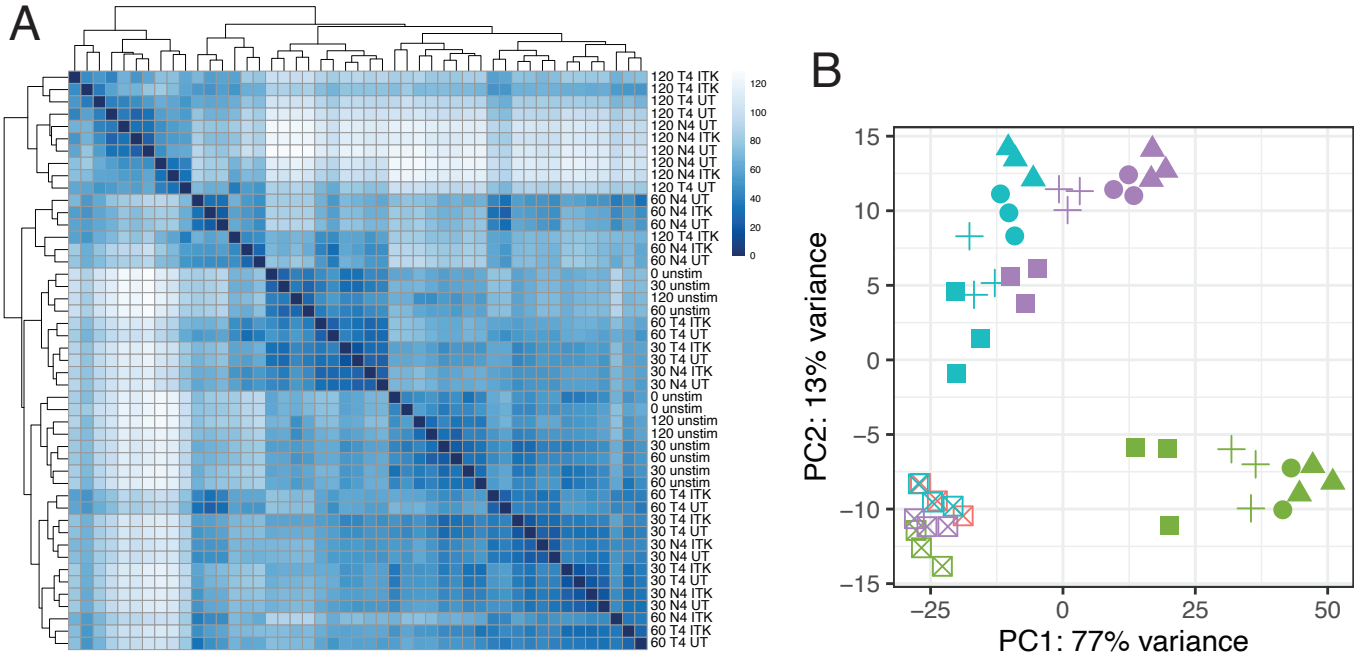 A
120 T4 ITK
120 T4 ITK
120 T4 UT
120 T4 UT
120 N4 UT
120 N4 ITK
120 N4 UT
120 N4 UT
120 N4 ITK
120 T4 UT
60 N4 UT
60 N4 ITK
60 N4 UT
120 T4 ITK
60 N4 ITK
60 N4 UT
0 unstim
30 unstim
120 unstim
60 unstim
60 T4 ITK
60 T4 UT
30 T4 ITK
30 T4 UT
30 N4 ITK
30 N4 UT
0 unstim
0 unstim
120 unstim
120 unstim
30 unstim
60 unstim
30 unstim
60 unstim
60 T4 ITK
60 T4 UT
30 T4 ITK
30 T4 UT
30 N4 ITK
30 N4 UT
30 T4 ITK
30 T4 UT
30 N4 ITK
30 N4 UT
60 N4 ITK
60 T4 ITK
60 T4 UT
120
100
80
60
40
20
0
B
15
10
5
0
−5
−10
−15
PC2: 13% variance
−25
0
25
50
PC1: 77% variance